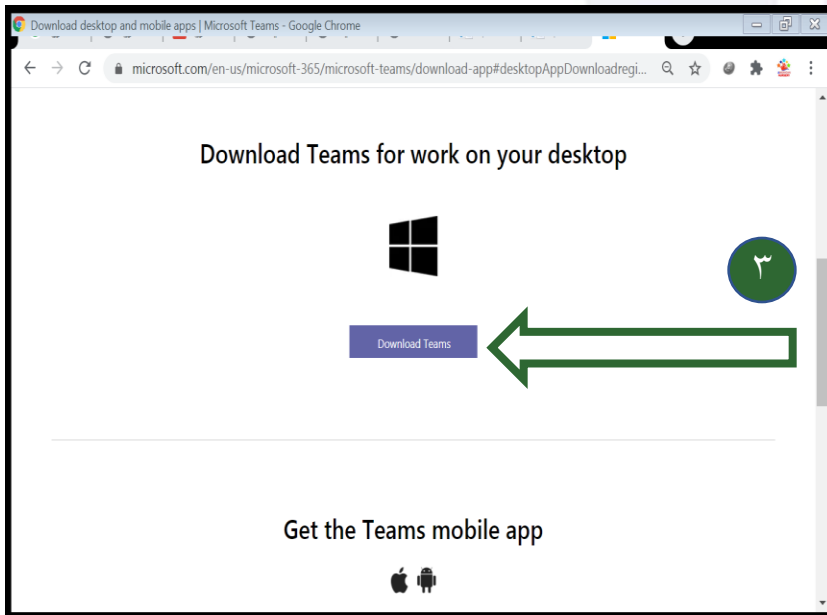 Download desktop and mobile apps | Microsoft Teams - Google Chrome
microsoft.com/en-us/microsoft-365/microsoft-teams/download-app#desktopAppDownloadregi...
Download Teams for work on your desktop
٣
Download Teams
Get the Teams mobile app